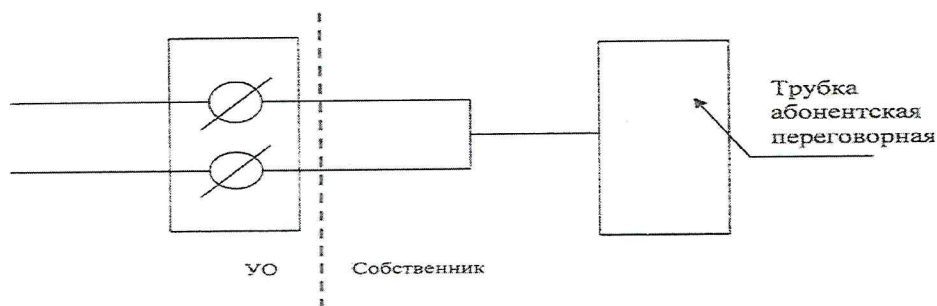 Трубка
абонентская
переговорная
УО
Собственник